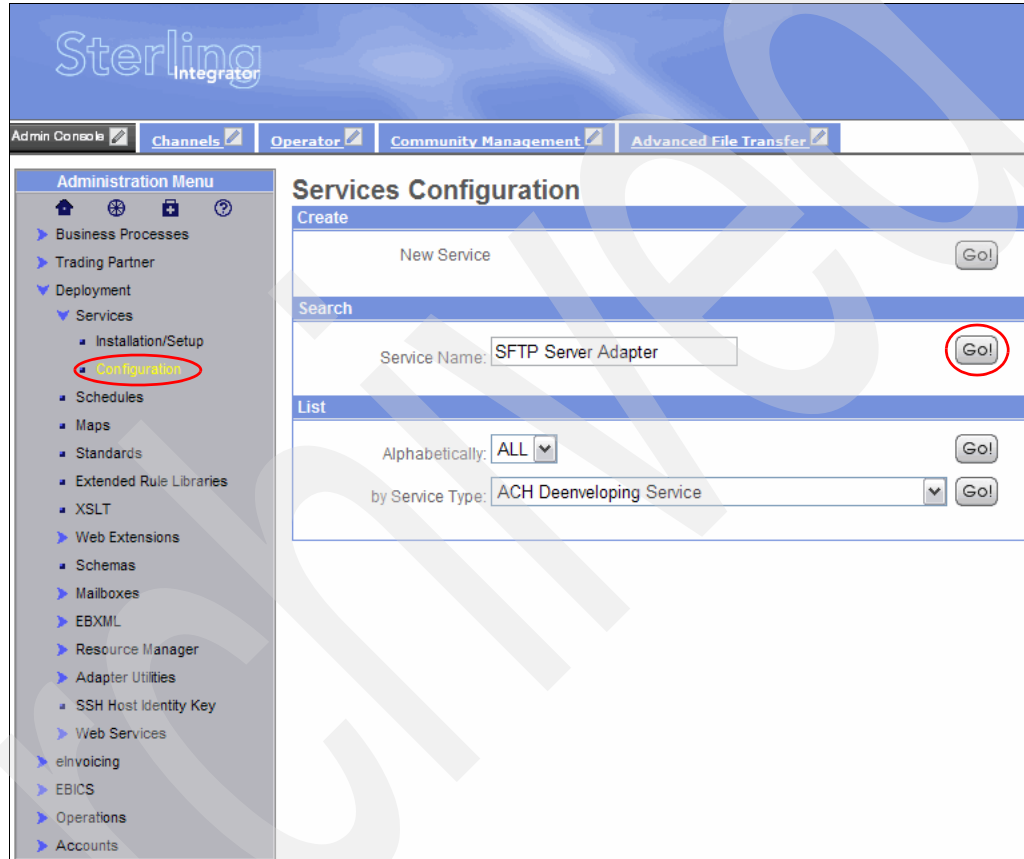 Sterling
Integrator
Admin Console
Channels
Operator
Community Management
Advanced File Transfer
Administration Menu
Business Processes
Trading Partner
Deployment
Services
Installation/Setup
Configuration
Schedules
Maps
Standards
Extended Rule Libraries
XSLT
Web Extensions
Schemas
Mailboxes
EBXML
Resource Manager
Adapter Utilities
SSH Host Identity Key
Web Services
eInvoicing
EBICS
Operations
Accounts
Services Configuration
Create
New Service Go!
Search
Service Name: SFTP Server Adapter Go!
List
Alphabetically: ALL Go!
by Service Type: ACH Deenveloping Service Go!